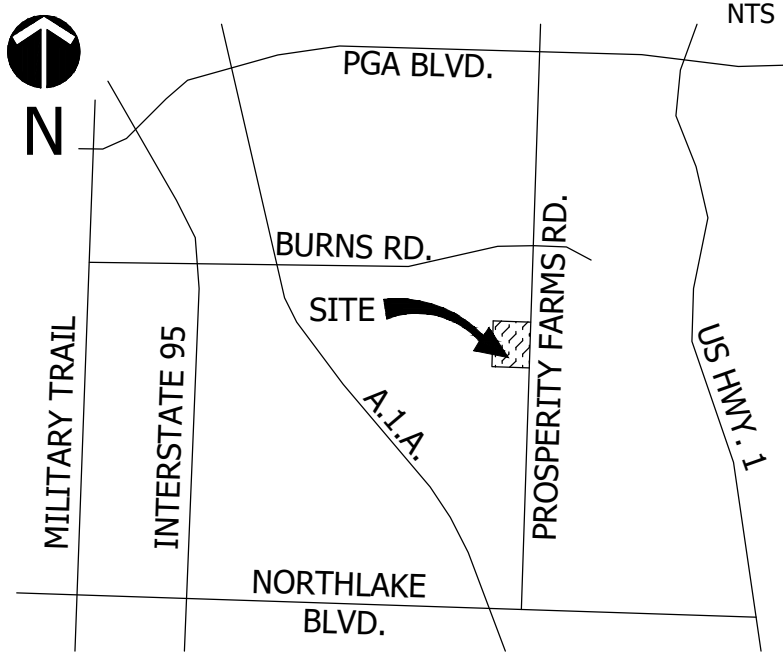 NTS
PGA BLVD.
N
BURNS RD.
SITE
PROSPERITY FARMS RD.
MILITARY TRAIL
INTERSTATE 95
A.1.A.
US HWY. 1
NORTHLAKE
BLVD.